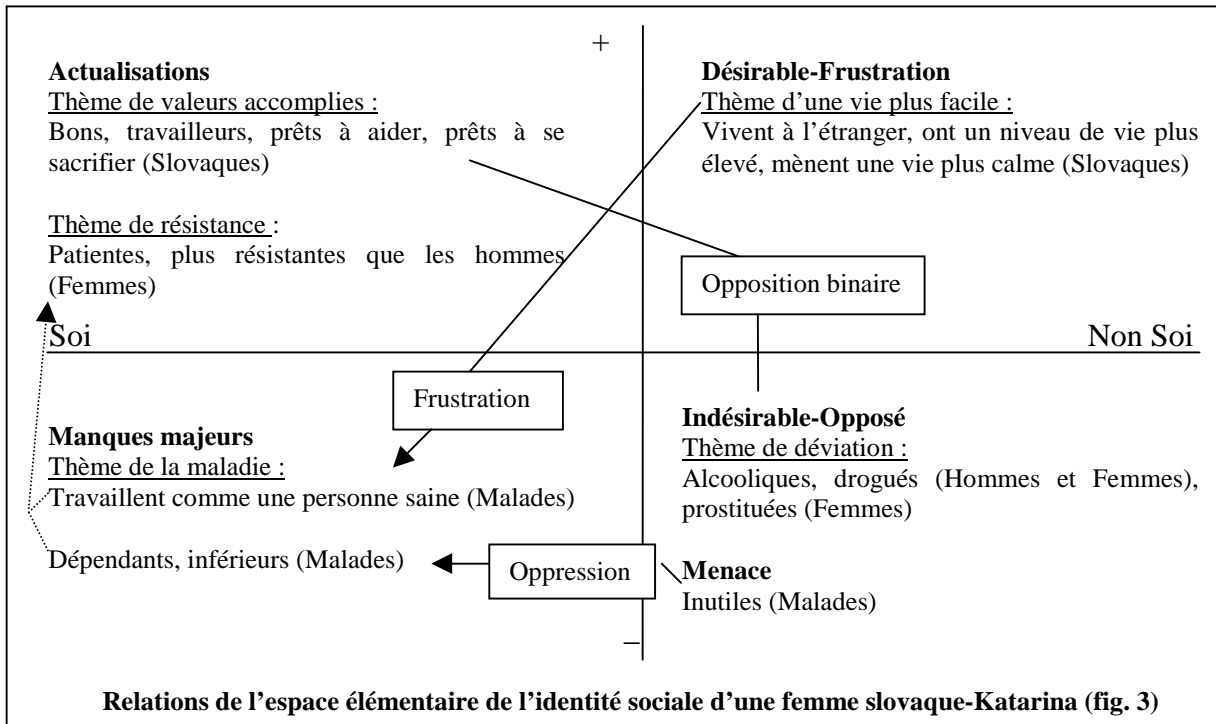 +
Actualisations
Thème de valeurs accomplies :
Bons, travailleurs, prêts à aider, prêts à se
sacrifier (Slovaques)
Thème de résistance :
Patientes, plus résistantes que les hommes
(Femmes)
Désirable-Frustration
Thème d’une vie plus facile :
Vivent à l’étranger, ont un niveau de vie plus
élevé, mènent une vie plus calme (Slovaques)
Opposition binaire
Soi
Non Soi
Frustration
Manques majeurs
Thème de la maladie :
Travaillent comme une personne saine (Malades)
Dépendants, inférieurs (Malades)
Oppression
Indésirable-Opposé
Thème de déviation :
Alcooliques, drogués (Hommes et Femmes),
prostituées (Femmes)
Menace
Inutiles (Malades)
−
Relations de l’espace élémentaire de l’identité sociale d’une femme slovaque-Katarina (fig. 3)